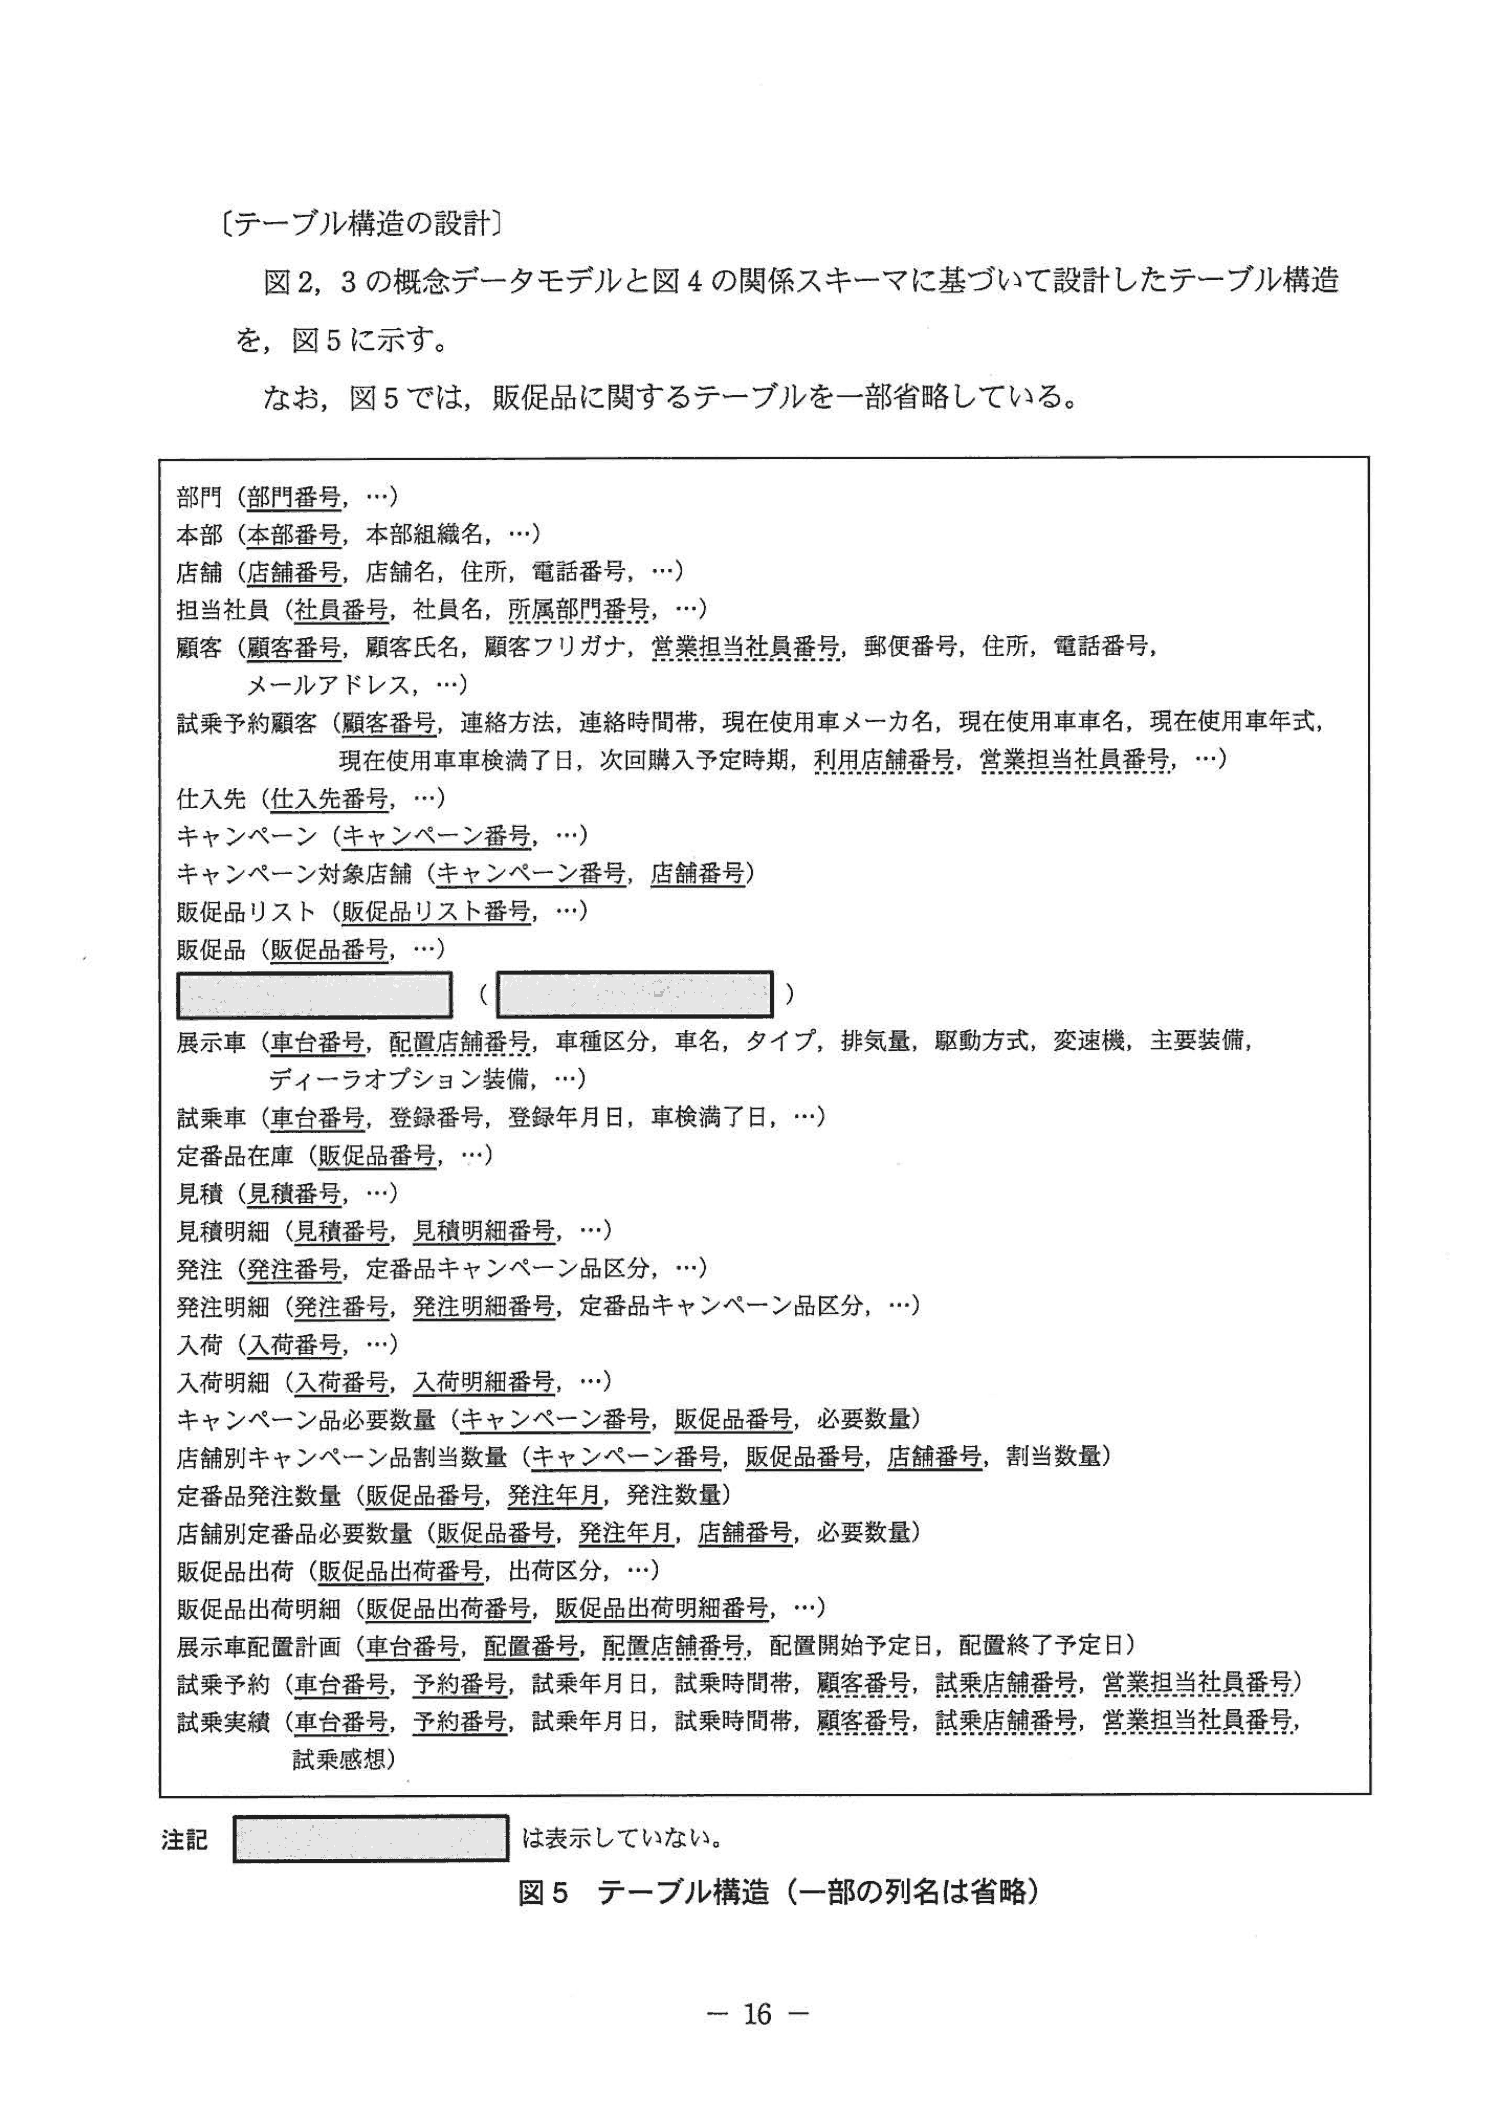 〔テーブル構造の設計〕
図2，3の概念データモデルと図4の関係スキーマに基づいて設計したテーブル構造
を，図5に示す。
なお，図5では，販促品に関するテーブルを一部省略している。
部門（部門番号，…）
本部（本部番号，本部組織名，…）
店舗（店舗番号，店舗名，住所，電話番号，…）
担当社員（社員番号，社員名，所属部門番号，…）
顧客（顧客番号，顧客氏名，顧客フリガナ，営業担当社員番号，郵便番号，住所，電話番号，
メールアドレス，…）
試乗予約顧客（顧客番号，連絡方法，連絡時間帯，現在使用車メーカ名，現在使用車車名，現在使用車年式，
現在使用車車検満了日，次回購入予定時期，利用店舗番号，営業担当社員番号，…）
仕入先（仕入先番号，…）
キャンペーン（キャンペーン番号，…）
キャンペーン対象店舗（キャンペーン番号，店舗番号）
販促品リスト（販促品リスト番号，…）
販促品（販促品番号，…）
（ ）
展示車（車台番号，配置店舗番号，車種区分，車名，タイプ，排気量，駆動方式，変速機，主要装備，
ディーラオプション装備，…）
試乗車（車台番号，登録番号，登録年月日，車検満了日，…）
定番品在庫（販促品番号，…）
見積（見積番号，…）
見積明細（見積番号，見積明細番号，…）
発注（発注番号，定番品キャンペーン品区分，…）
発注明細（発注番号，発注明細番号，定番品キャンペーン品区分，…）
入荷（入荷番号，…）
入荷明細（入荷番号，入荷明細番号，…）
キャンペーン品必要数量（キャンペーン番号，販促品番号，必要数量）
店舗別キャンペーン品割当数量（キャンペーン番号，販促品番号，店舗番号，割当数量）
定番品発注数量（販促品番号，発注年月，発注数量）
店舗別定番品必要数量（販促品番号，発注年月，店舗番号，必要数量）
販促品出荷（販促品出荷番号，出荷区分，…）
販促品出荷明細（販促品出荷番号，販促品出荷明細番号，…）
展示車配置計画（車台番号，配置番号，配置店舗番号，配置開始予定日，配置終了予定日）
試乗予約（車台番号，予約番号，試乗年月日，試乗時間帯，顧客番号，試乗店舗番号，営業担当社員番号）
試乗実績（車台番号，予約番号，試乗年月日，試乗時間帯，顧客番号，試乗店舗番号，営業担当社員番号，
試乗感想）
注記 は表示していない。
図5 テーブル構造（一部の列名は省略）
－ 16 －